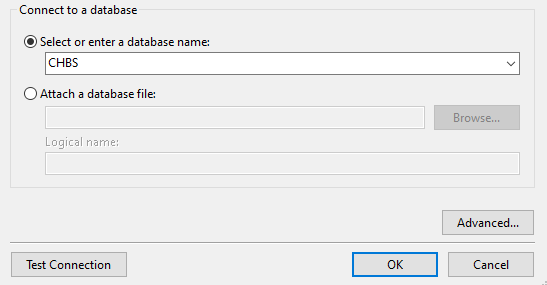 Connect to a database
Select or enter a database name:
CHBS
Attach a database file:
Browse...
Logical name:
Advanced...
Test Connection
OK
Cancel